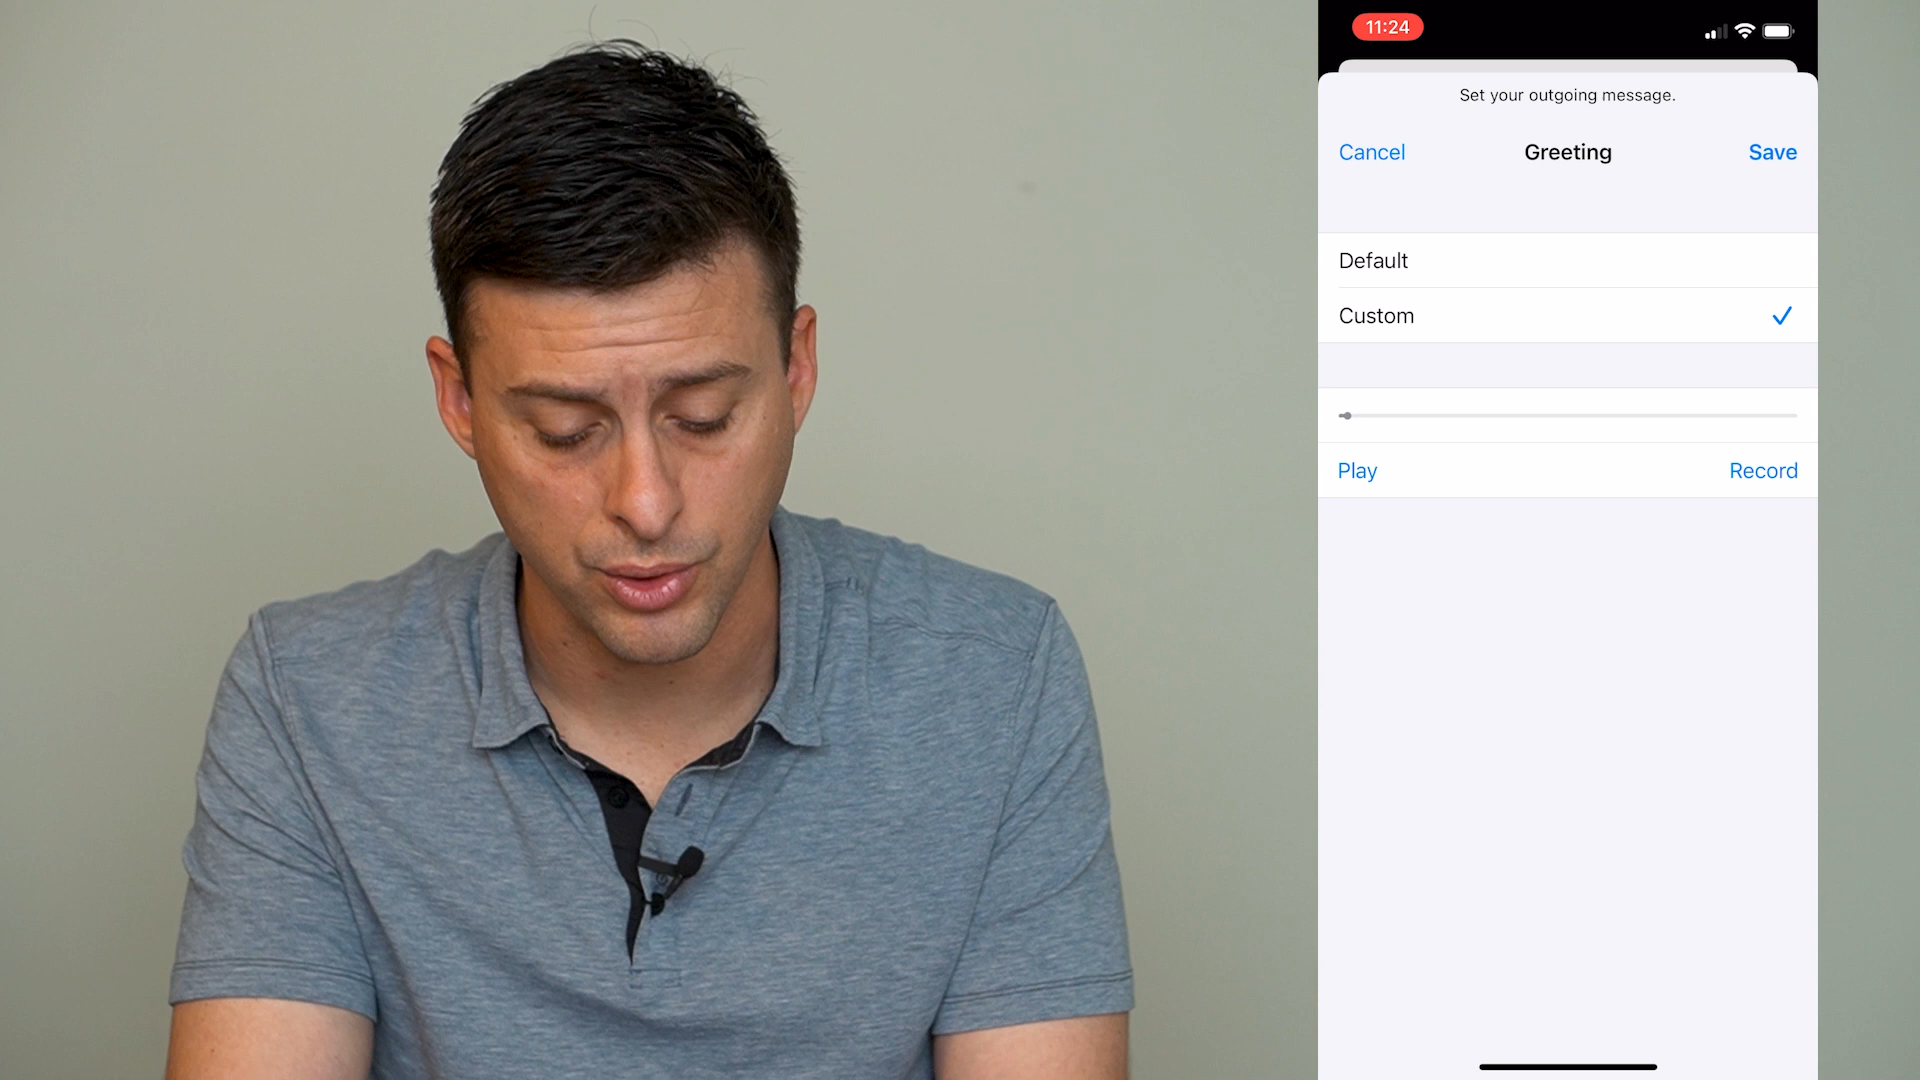 11:24
Set your outgoing message.
Cancel Greeting Save
Default
Custom
Play Record